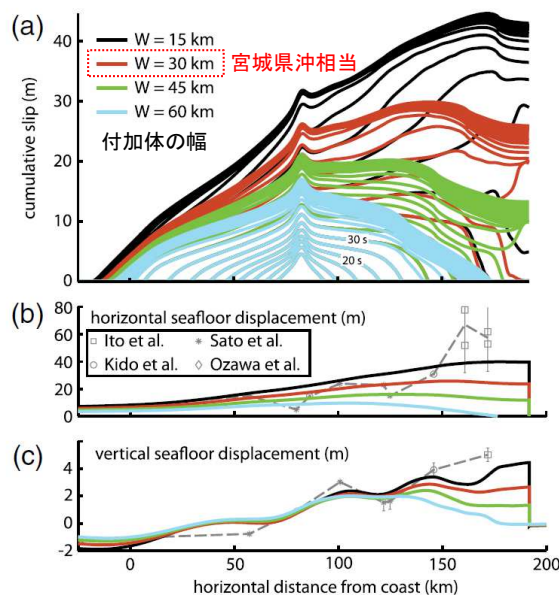 (a)
40
30
20
10
0
cumulative slip (m)
W = 15 km
W = 30 km 宮城県沖相当
W = 45 km
W = 60 km
付加体の幅
30 s
20 s
(b)
80
60
40
20
0
horizontal seafloor displacement (m)
Ito et al. Sato et al.
Kido et al. Ozawa et al.
(c)
vertical seafloor displacement (m)
4
2
0
-2
0 50 100 150 200
horizontal distance from coast (km)